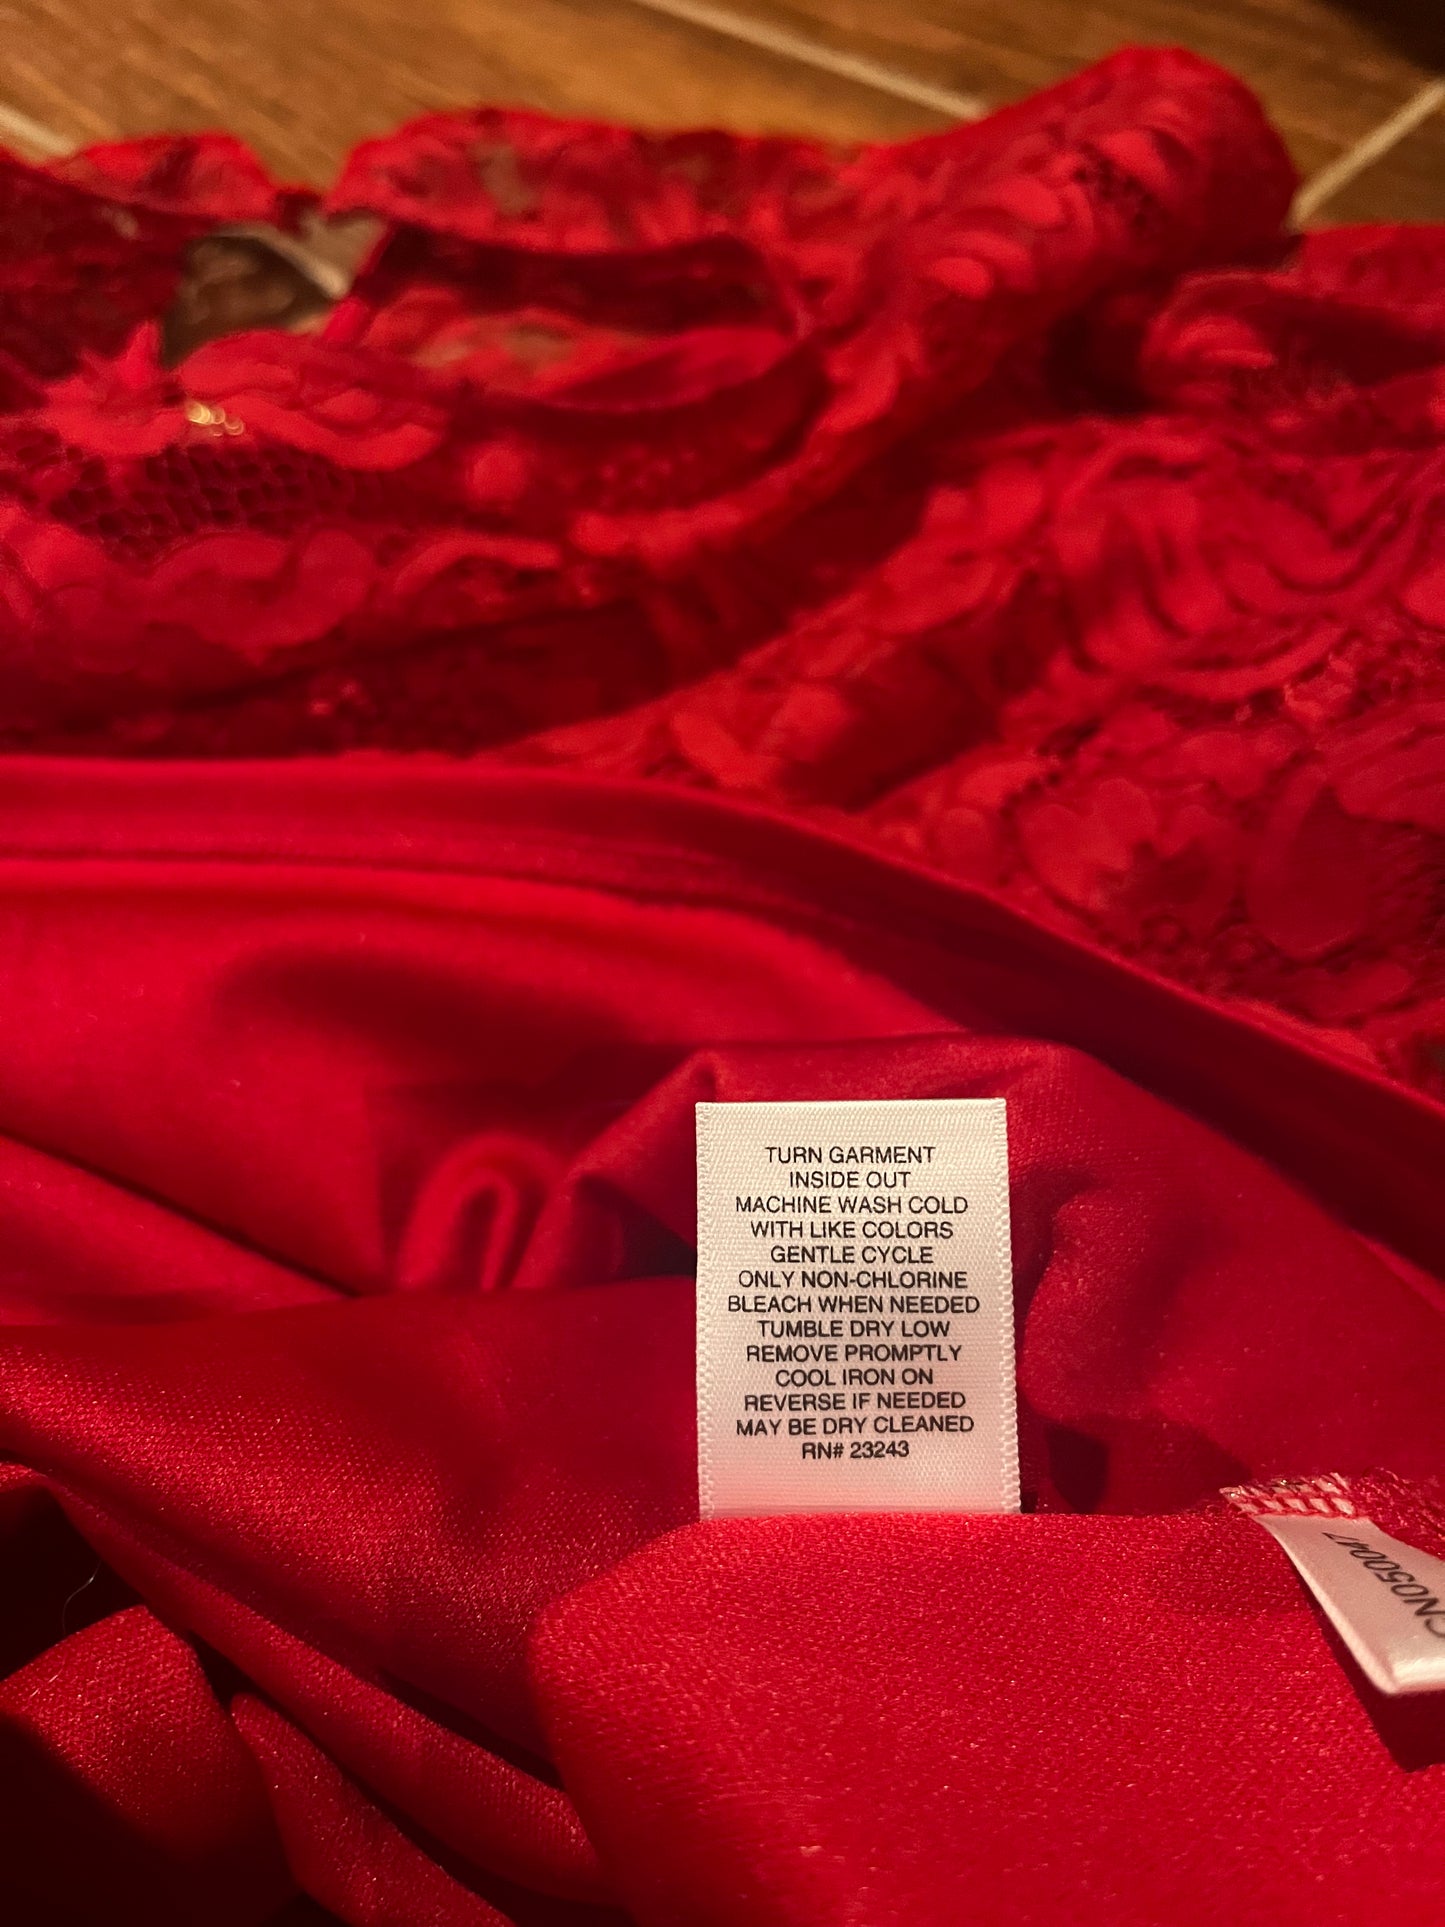 TURN GARMENT
INSIDE OUT
MACHINE WASH COLD
WITH LIKE COLORS
GENTLE CYCLE
ONLY NON-CHLORINE
BLEACH WHEN NEEDED
TUMBLE DRY LOW
REMOVE PROMPTLY
COOL IRON ON
REVERSE IF NEEDED
MAY BE DRY CLEANED
RN# 23243
CN050047